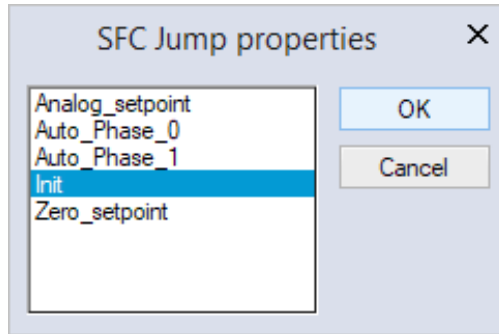 SFC Jump properties
Analog_setpoint
Auto_Phase_0
Auto_Phase_1
Init
Zero_setpoint
OK
Cancel